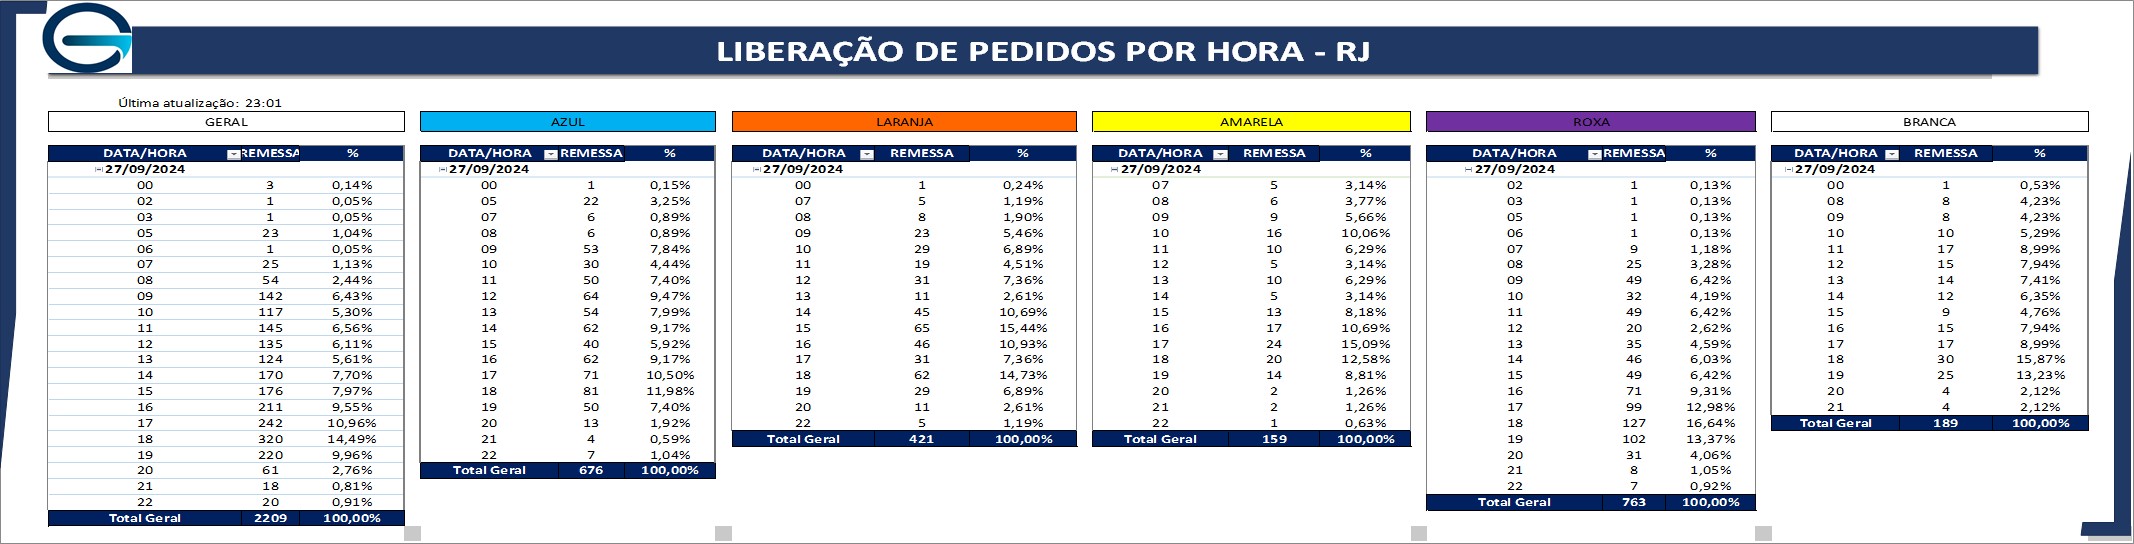 LIBERAÇÃO DE PEDIDOS POR HORA - RJ
Última atualização: 23:01
GERAL
DATA/HORA REMESSA %
27/09/2024
00 3 0,14%
02 1 0,05%
03 1 0,05%
05 23 1,04%
06 1 0,05%
07 25 1,13%
08 54 2,44%
09 142 6,43%
10 117 5,30%
11 145 6,56%
12 135 6,11%
13 124 5,61%
14 170 7,70%
15 176 7,97%
16 211 9,55%
17 242 10,96%
18 320 14,49%
19 220 9,96%
20 61 2,76%
21 18 0,81%
22 20 0,91%
Total Geral 2209 100,00%
AZUL
DATA/HORA REMESSA %
27/09/2024
00 1 0,15%
05 22 3,25%
07 6 0,89%
08 6 0,89%
09 53 7,84%
10 30 4,44%
11 50 7,40%
12 64 9,47%
13 54 7,99%
14 62 9,17%
15 40 5,92%
16 62 9,17%
17 71 10,50%
18 81 11,98%
19 50 7,40%
20 13 1,92%
21 4 0,59%
22 7 1,04%
Total Geral 676 100,00%
LARANJA
DATA/HORA REMESSA %
27/09/2024
00 1 0,24%
07 5 1,19%
08 8 1,90%
09 23 5,46%
10 29 6,89%
11 19 4,51%
12 31 7,36%
13 11 2,61%
14 45 10,69%
15 65 15,44%
16 46 10,93%
17 31 7,36%
18 62 14,73%
19 29 6,89%
20 11 2,61%
22 5 1,19%
Total Geral 421 100,00%
AMARELA
DATA/HORA REMESSA %
27/09/2024
07 5 3,14%
08 6 3,77%
09 9 5,66%
10 16 10,06%
11 10 6,29%
12 5 3,14%
13 10 6,29%
14 5 3,14%
15 13 8,18%
16 17 10,69%
17 24 15,09%
18 20 12,58%
19 14 8,81%
20 2 1,26%
21 2 1,26%
22 1 0,63%
Total Geral 159 100,00%
ROXA
DATA/HORA REMESSA %
27/09/2024
02 1 0,13%
03 1 0,13%
05 1 0,13%
06 1 0,13%
07 9 1,18%
08 25 3,28%
09 49 6,42%
10 32 4,19%
11 49 6,42%
12 20 2,62%
13 35 4,59%
14 46 6,03%
15 49 6,42%
16 71 9,31%
17 99 12,98%
18 127 16,64%
19 102 13,37%
20 31 4,06%
21 8 1,05%
22 7 0,92%
Total Geral 763 100,00%
BRANCA
DATA/HORA REMESSA %
27/09/2024
00 1 0,53%
08 8 4,23%
09 8 4,23%
10 10 5,29%
11 17 8,99%
12 15 7,94%
13 14 7,41%
14 12 6,35%
15 9 4,76%
16 15 7,94%
17 17 8,99%
18 30 15,87%
19 25 13,23%
20 4 2,12%
21 4 2,12%
Total Geral 189 100,00%